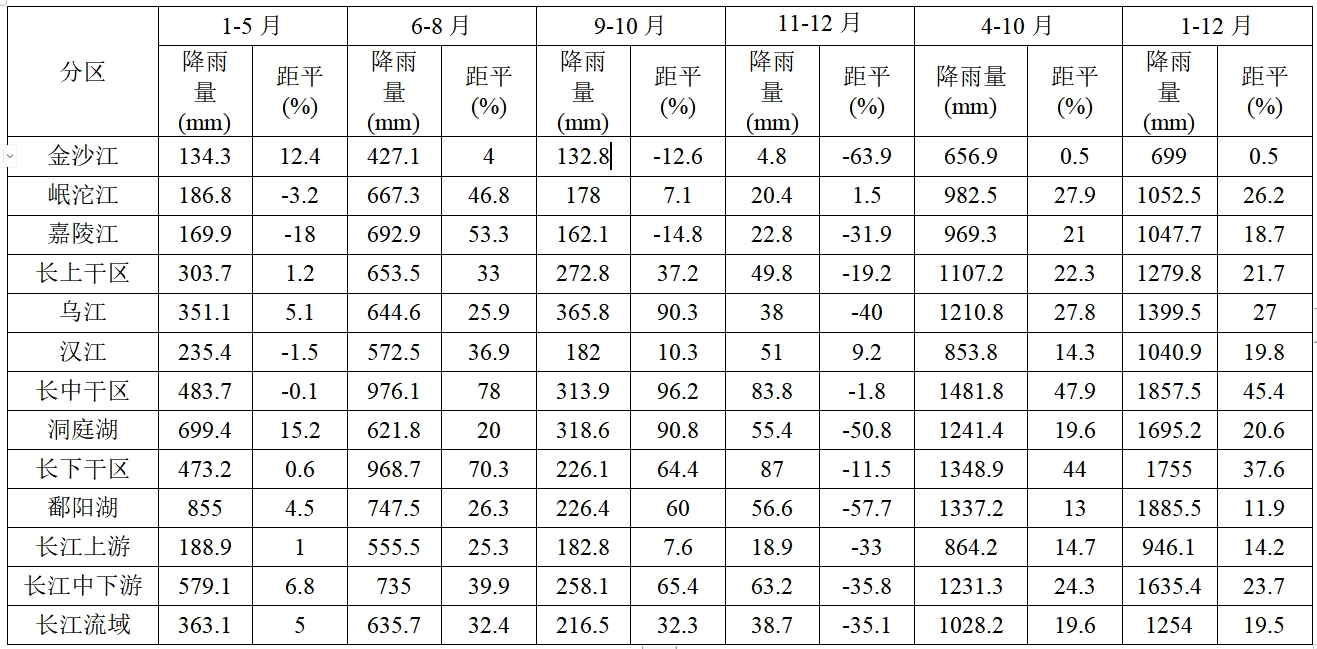 分区 1-5 月 6-8 月 9-10 月 11-12 月 4-10 月 1-12 月
降雨量(mm) 距平(%) 降雨量(mm) 距平(%) 降雨量(mm) 距平(%) 降雨量(mm) 距平(%) 降雨量(mm) 距平(%) 降雨量(mm) 距平(%)
金沙江 134.3 12.4 427.1 4 132.8 -12.6 4.8 -63.9 656.9 0.5 699 0.5
岷沱江 186.8 -3.2 667.3 46.8 178 7.1 20.4 1.5 982.5 27.9 1052.5 26.2
嘉陵江 169.9 -18 692.9 53.3 162.1 -14.8 22.8 -31.9 969.3 21 1047.7 18.7
长上干区 303.7 1.2 653.5 33 272.8 37.2 49.8 -19.2 1107.2 22.3 1279.8 21.7
乌江 351.1 5.1 644.6 25.9 365.8 90.3 38 -40 1210.8 27.8 1399.5 27
汉江 235.4 -1.5 572.5 36.9 182 10.3 51 9.2 853.8 14.3 1040.9 19.8
长中干区 483.7 -0.1 976.1 78 313.9 96.2 83.8 -1.8 1481.8 47.9 1857.5 45.4
洞庭湖 699.4 15.2 621.8 20 318.6 90.8 55.4 -50.8 1241.4 19.6 1695.2 20.6
长下干区 473.2 0.6 968.7 70.3 226.1 64.4 87 -11.5 1348.9 44 1755 37.6
鄱阳湖 855 4.5 747.5 26.3 226.4 60 56.6 -57.7 1337.2 13 1885.5 11.9
长江上游 188.9 1 555.5 25.3 182.8 7.6 18.9 -33 864.2 14.7 946.1 14.2
长江中下游 579.1 6.8 735 39.9 258.1 65.4 63.2 -35.8 1231.3 24.3 1635.4 23.7
长江流域 363.1 5 635.7 32.4 216.5 32.3 38.7 -35.1 1028.2 19.6 1254 19.5